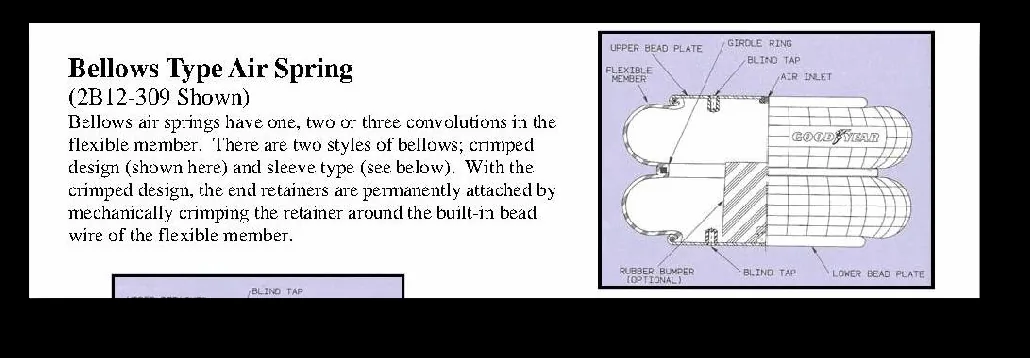 Bellows Type Air Spring
(2B12-309 Shown)
Bellows air springs have one, two or three convolutions in the
flexible member. There are two styles of bellows; crimped
design (shown here) and sleeve type (see below). With the
crimped design, the end retainers are permanently attached by
mechanically crimping the retainer around the built-in bead
wire of the flexible member.
UPPER BEAD PLATE
GIRDLE RING
BLIND TAP
FLEXIBLE
MEMBER
AIR INLET
GOODYEAR
RUBBER BUMPER
(OPTIONAL)
BLIND TAP
LOWER BEAD PLATE
BLIND TAP